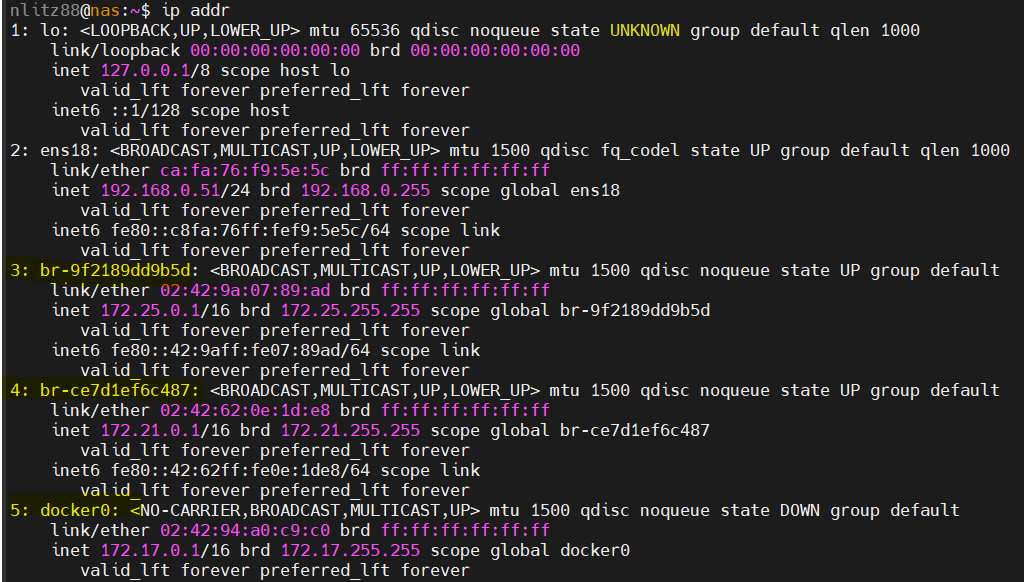 nlitz88@nas:~$ ip addr
1: lo: <LOOPBACK,UP,LOWER_UP> mtu 65536 qdisc noqueue state UNKNOWN group default qlen 1000
link/loopback 00:00:00:00:00:00 brd 00:00:00:00:00:00
inet 127.0.0.1/8 scope host lo
valid_lft forever preferred_lft forever
inet6 ::1/128 scope host
valid_lft forever preferred_lft forever
2: ens18: <BROADCAST,MULTICAST,UP,LOWER_UP> mtu 1500 qdisc fq_codel state UP group default qlen 1000
link/ether ca:fa:76:f9:5e:5c brd ff:ff:ff:ff:ff:ff
inet 192.168.0.51/24 brd 192.168.0.255 scope global ens18
valid_lft forever preferred_lft forever
inet6 fe80::c8fa:76ff:fef9:5e5c/64 scope link
valid_lft forever preferred_lft forever
3: br-9f2189dd9b5d: <BROADCAST,MULTICAST,UP,LOWER_UP> mtu 1500 qdisc noqueue state UP group default
link/ether 02:42:9a:07:89:ad brd ff:ff:ff:ff:ff:ff
inet 172.25.0.1/16 brd 172.25.255.255 scope global br-9f2189dd9b5d
valid_lft forever preferred_lft forever
inet6 fe80::42:9aff:fe07:89ad/64 scope link
valid_lft forever preferred_lft forever
4: br-ce7d1ef6c487: <BROADCAST,MULTICAST,UP,LOWER_UP> mtu 1500 qdisc noqueue state UP group default
link/ether 02:42:62:0e:1d:e8 brd ff:ff:ff:ff:ff:ff
inet 172.21.0.1/16 brd 172.21.255.255 scope global br-ce7d1ef6c487
valid_lft forever preferred_lft forever
inet6 fe80::42:62ff:fe0e:1de8/64 scope link
valid_lft forever preferred_lft forever
5: docker0: <NO-CARRIER,BROADCAST,MULTICAST,UP> mtu 1500 qdisc noqueue state DOWN group default
link/ether 02:42:94:a0:c9:c0 brd ff:ff:ff:ff:ff:ff
inet 172.17.0.1/16 brd 172.17.255.255 scope global docker0
valid_lft forever preferred_lft forever